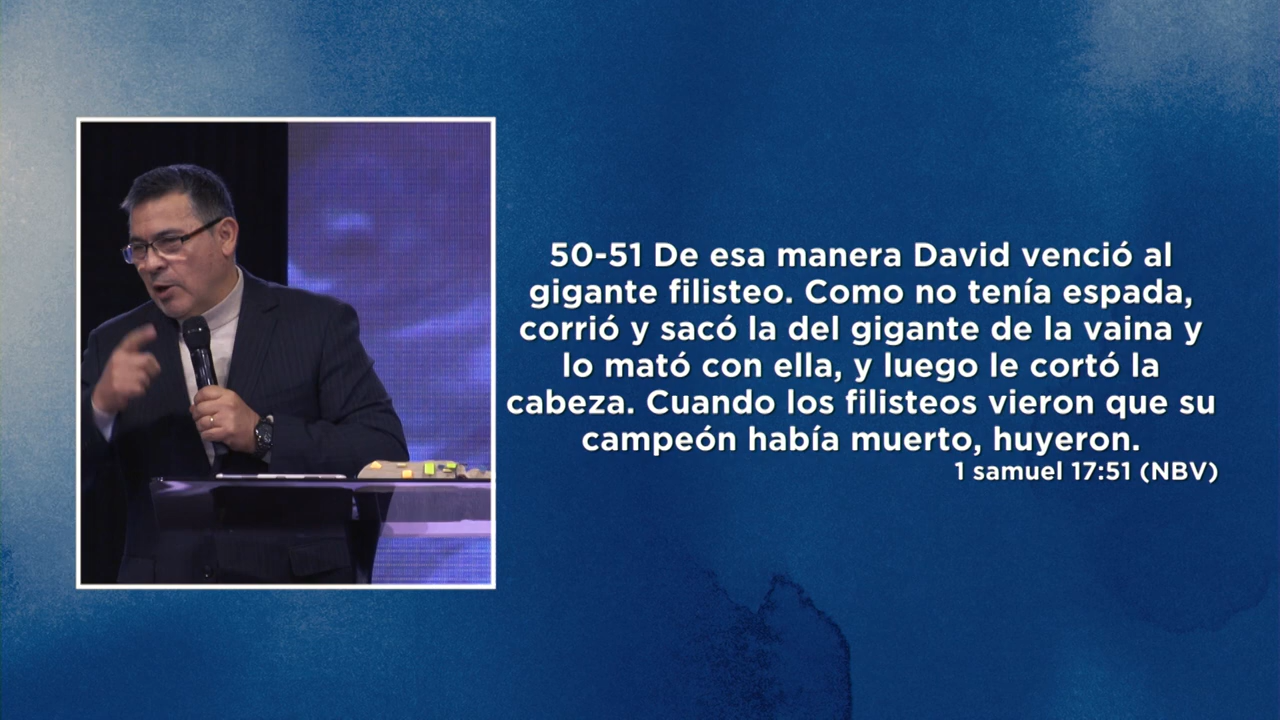 50-51 De esa manera David venció al
gigante filisteo. Como no tenía espada,
corrió y sacó la del gigante de la vaina y
lo mató con ella, y luego le cortó la
cabeza. Cuando los filisteos vieron que su
campeón había muerto, huyeron.
1 samuel 17:51 (NBV)